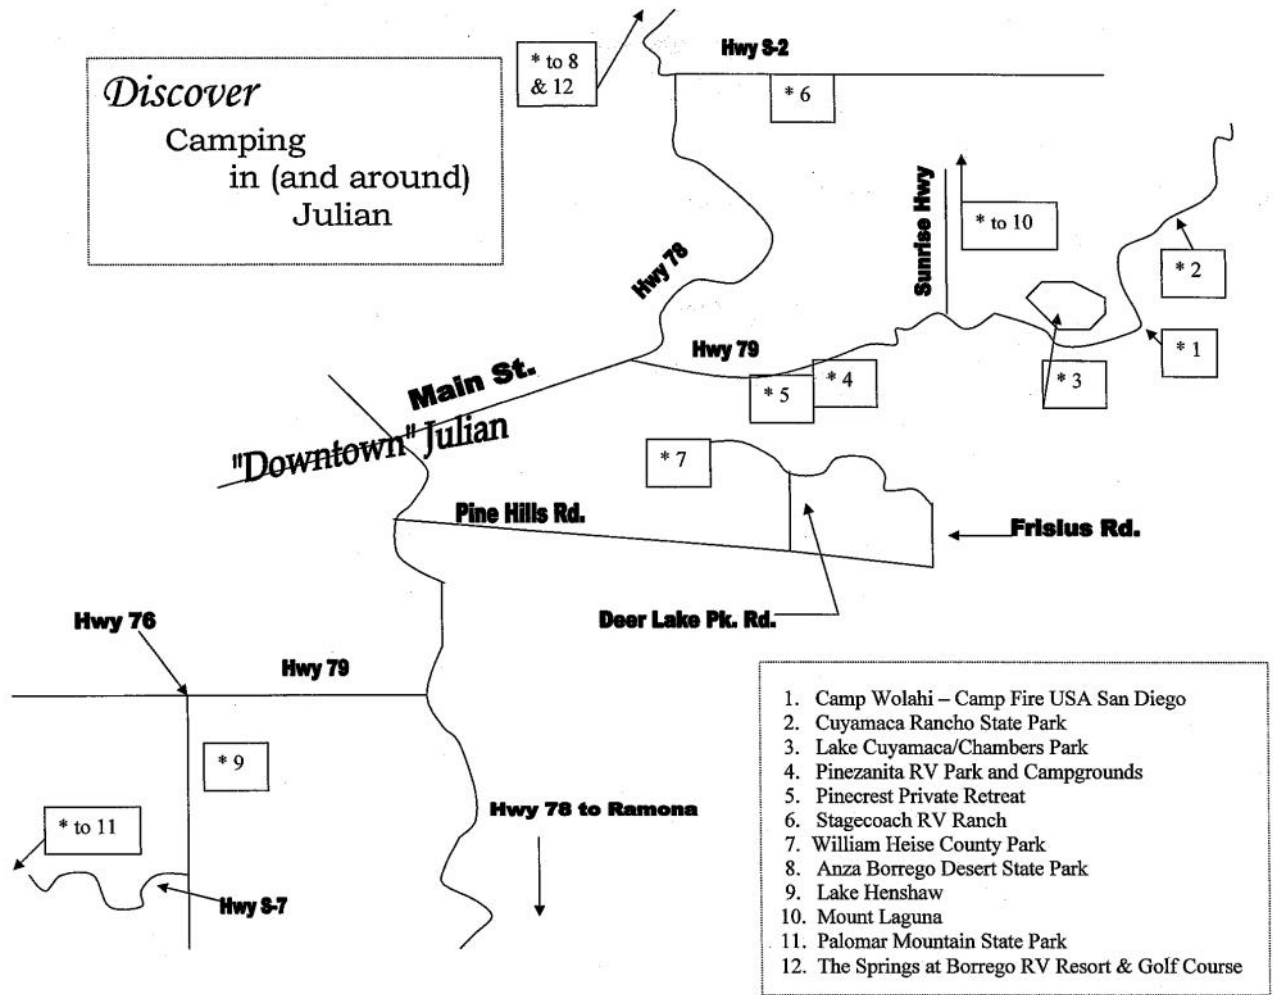 Discover
Camping
in (and around)
Julian
* to 8
& 12
Hwy S-2
* 6
Hwy 78
Sunrise Hwy
* to 10
* 2
* 1
* 3
Hwy 79
* 4
* 5
Main St.
"Downtown" Julian
* 7
Pine Hills Rd.
Frisius Rd.
Deer Lake Pk. Rd.
Hwy 76
Hwy 79
* 9
* to 11
Hwy S-7
Hwy 78 to Ramona
1. Camp Wolahi – Camp Fire USA San Diego
2. Cuyamaca Rancho State Park
3. Lake Cuyamaca/Chambers Park
4. Pinezanita RV Park and Campgrounds
5. Pinecrest Private Retreat
6. Stagecoach RV Ranch
7. William Heise County Park
8. Anza Borrego Desert State Park
9. Lake Henshaw
10. Mount Laguna
11. Palomar Mountain State Park
12. The Springs at Borrego RV Resort & Golf Course